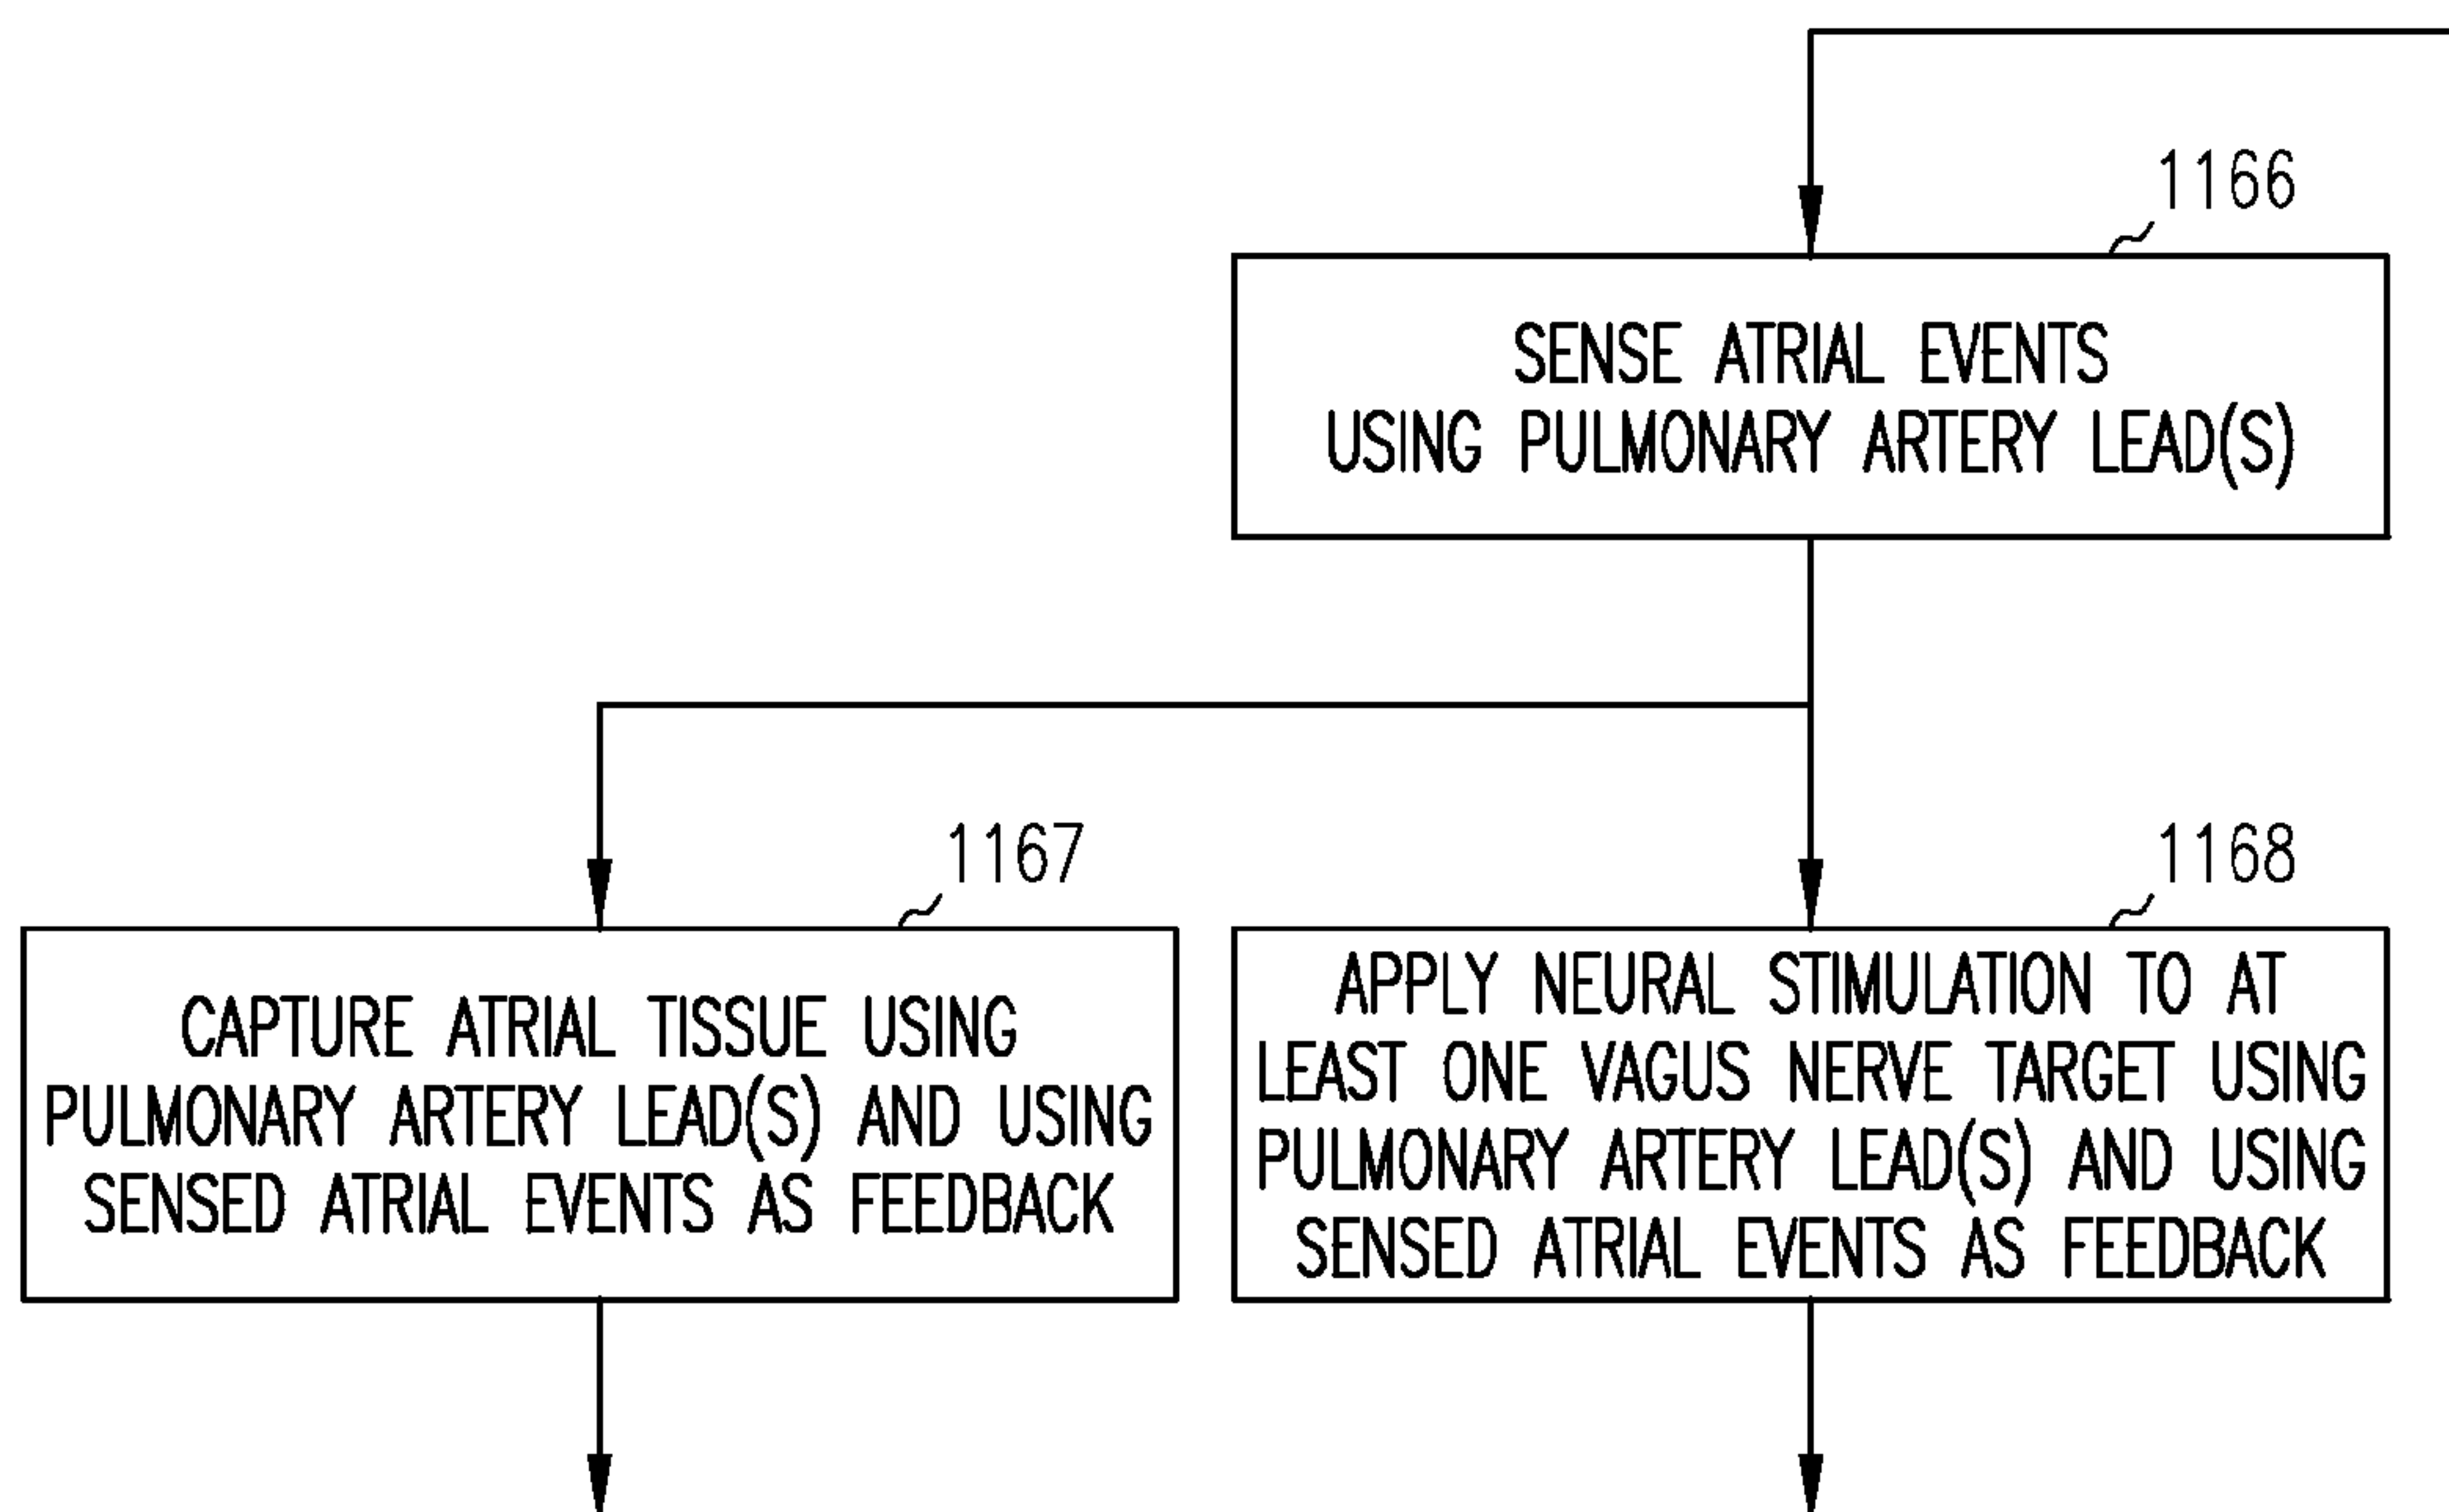 1166
SENSE ATRIAL EVENTS
USING PULMONARY ARTERY LEAD(S)
1167
CAPTURE ATRIAL TISSUE USING
PULMONARY ARTERY LEAD(S) AND USING
SENSED ATRIAL EVENTS AS FEEDBACK
1168
APPLY NEURAL STIMULATION TO AT
LEAST ONE VAGUS NERVE TARGET USING
PULMONARY ARTERY LEAD(S) AND USING
SENSED ATRIAL EVENTS AS FEEDBACK